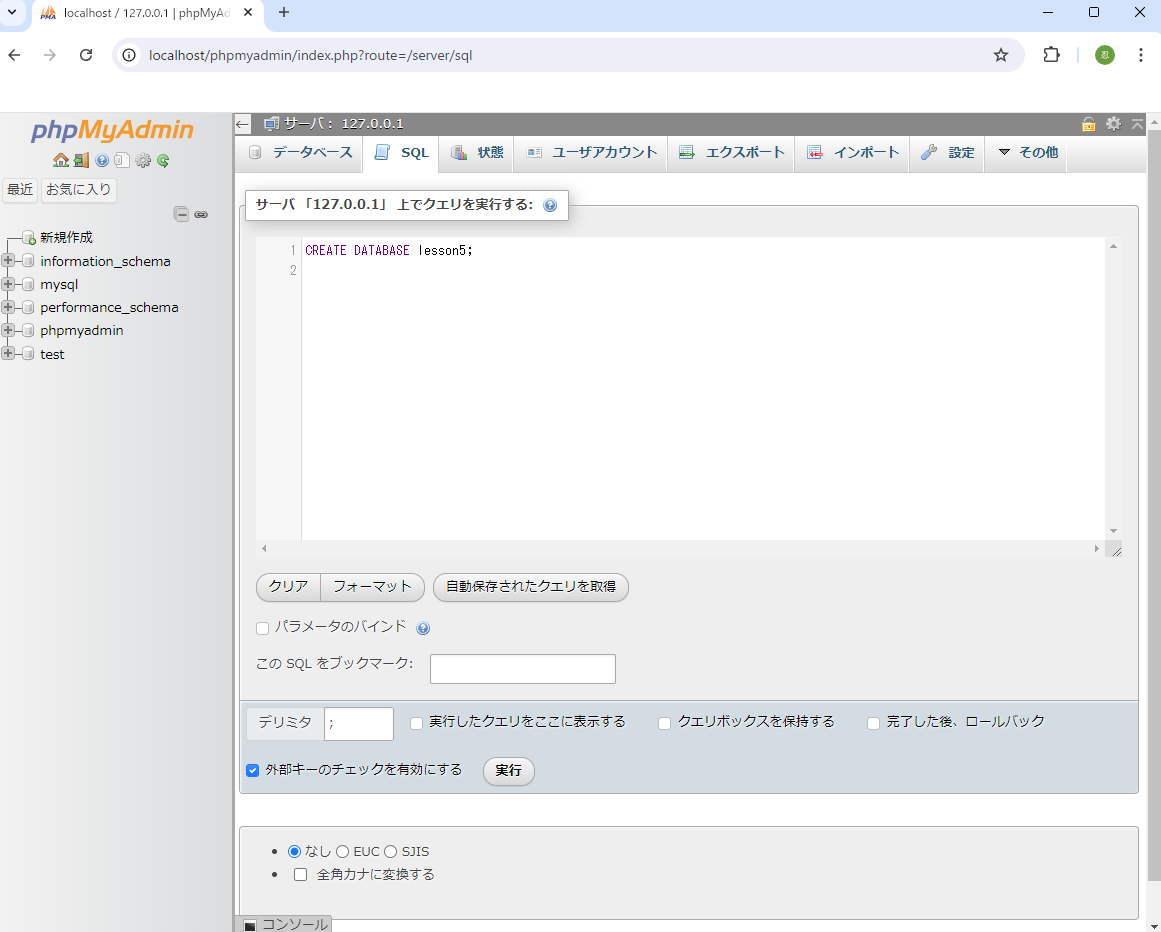 localhost / 127.0.0.1 | phpMyAd
localhost/phpmyadmin/index.php?route=/server/sql
忍
phpMyAdmin
最近 お気に入り
新規作成
information_schema
mysql
performance_schema
phpmyadmin
test
サーバ： 127.0.0.1
データベース SQL 状態 ユーザアカウント エクスポート インポート 設定 その他
サーバ 「127.0.0.1」 上でクエリを実行する:
1 CREATE DATABASE lesson5;
2
クリア フォーマット 自動保存されたクエリを取得
パラメータのバインド
この SQL をブックマーク:
デリミタ ; 実行したクエリをここに表示する クエリボックスを保持する 完了した後、ロールバック
外部キーのチェックを有効にする 実行
なし EUC SJIS
全角カナに変換する
コンソール